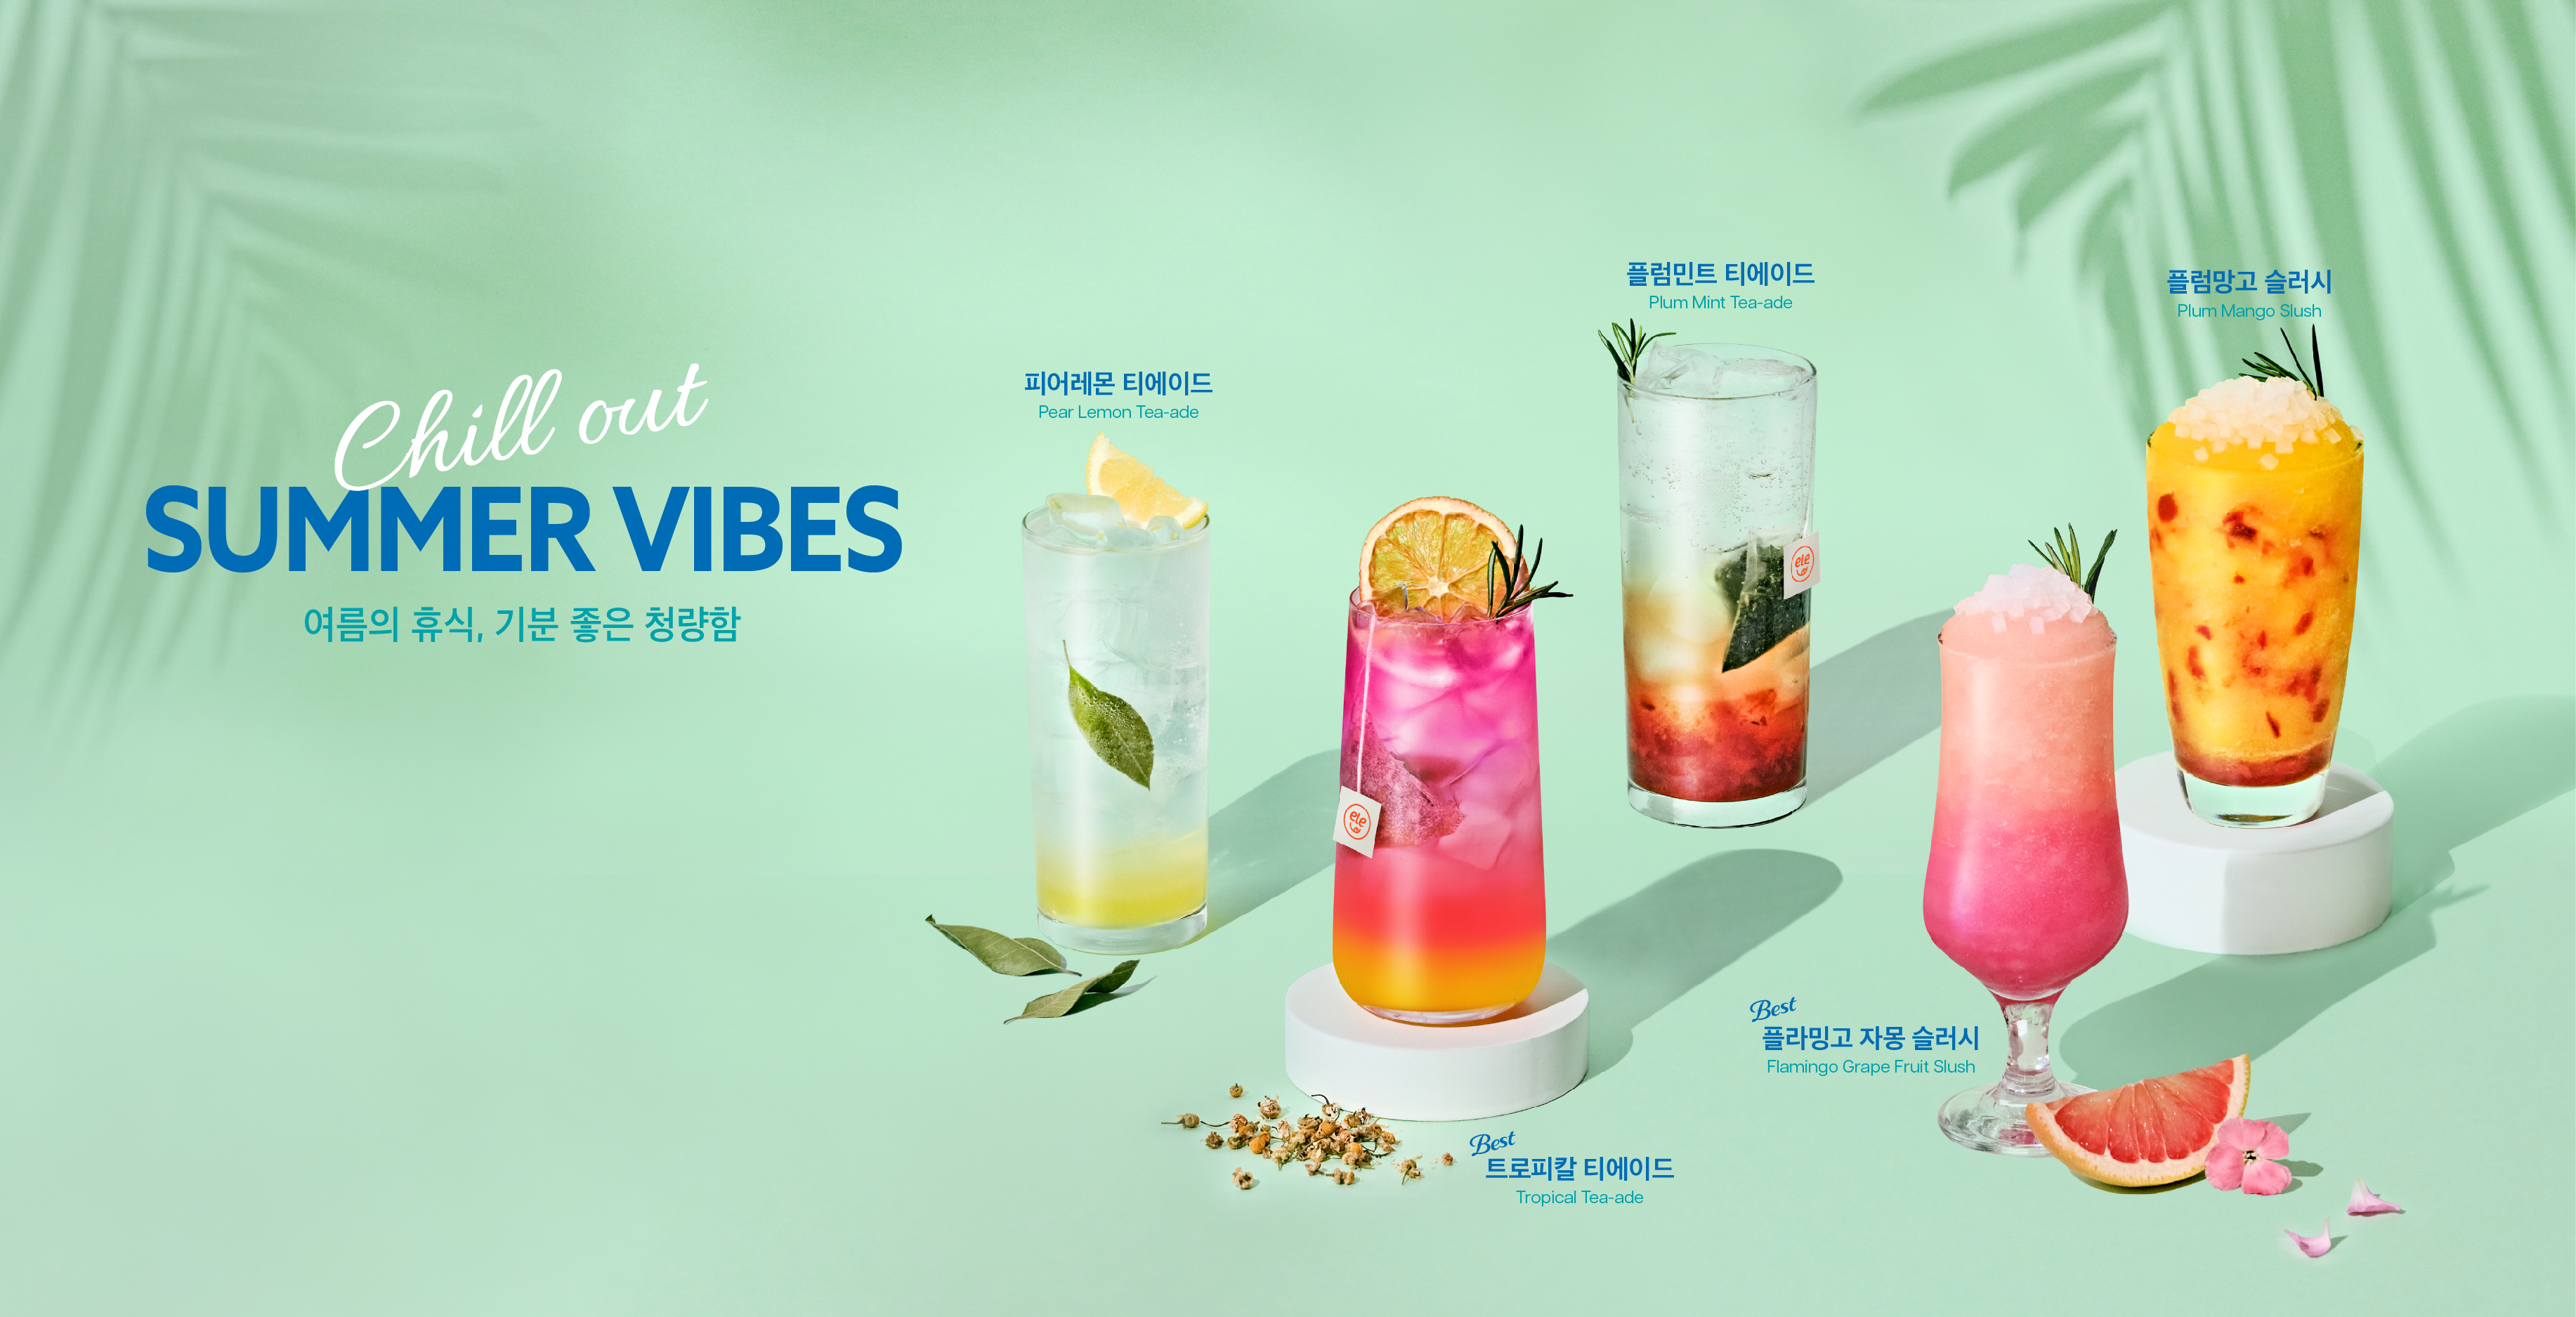 Chill out
SUMMER VIBES
여름의 휴식, 기분 좋은 청량함
피어레몬 티에이드
Pear Lemon Tea-ade
플럼민트 티에이드
Plum Mint Tea-ade
플럼망고 슬러시
Plum Mango Slush
ele
ele
Best
플라밍고 자몽 슬러시
Flamingo Grape Fruit Slush
Best
트로피칼 티에이드
Tropical Tea-ade